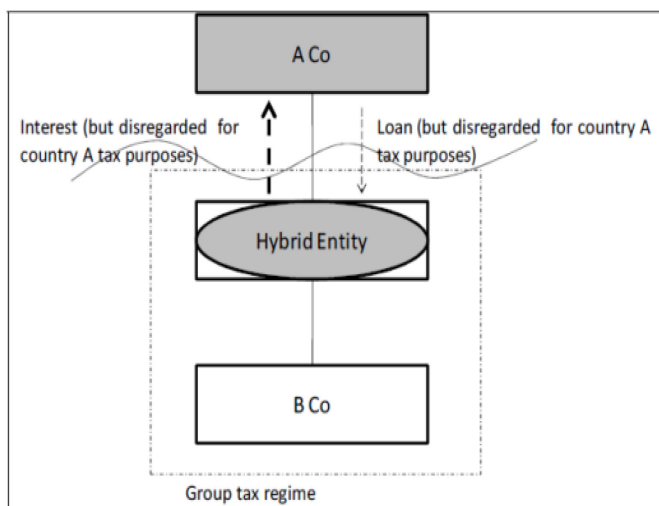 A Co
Interest (but disregarded for
country A tax purposes)
Loan (but disregarded for country A
tax purposes)
Hybrid Entity
B Co
Group tax regime